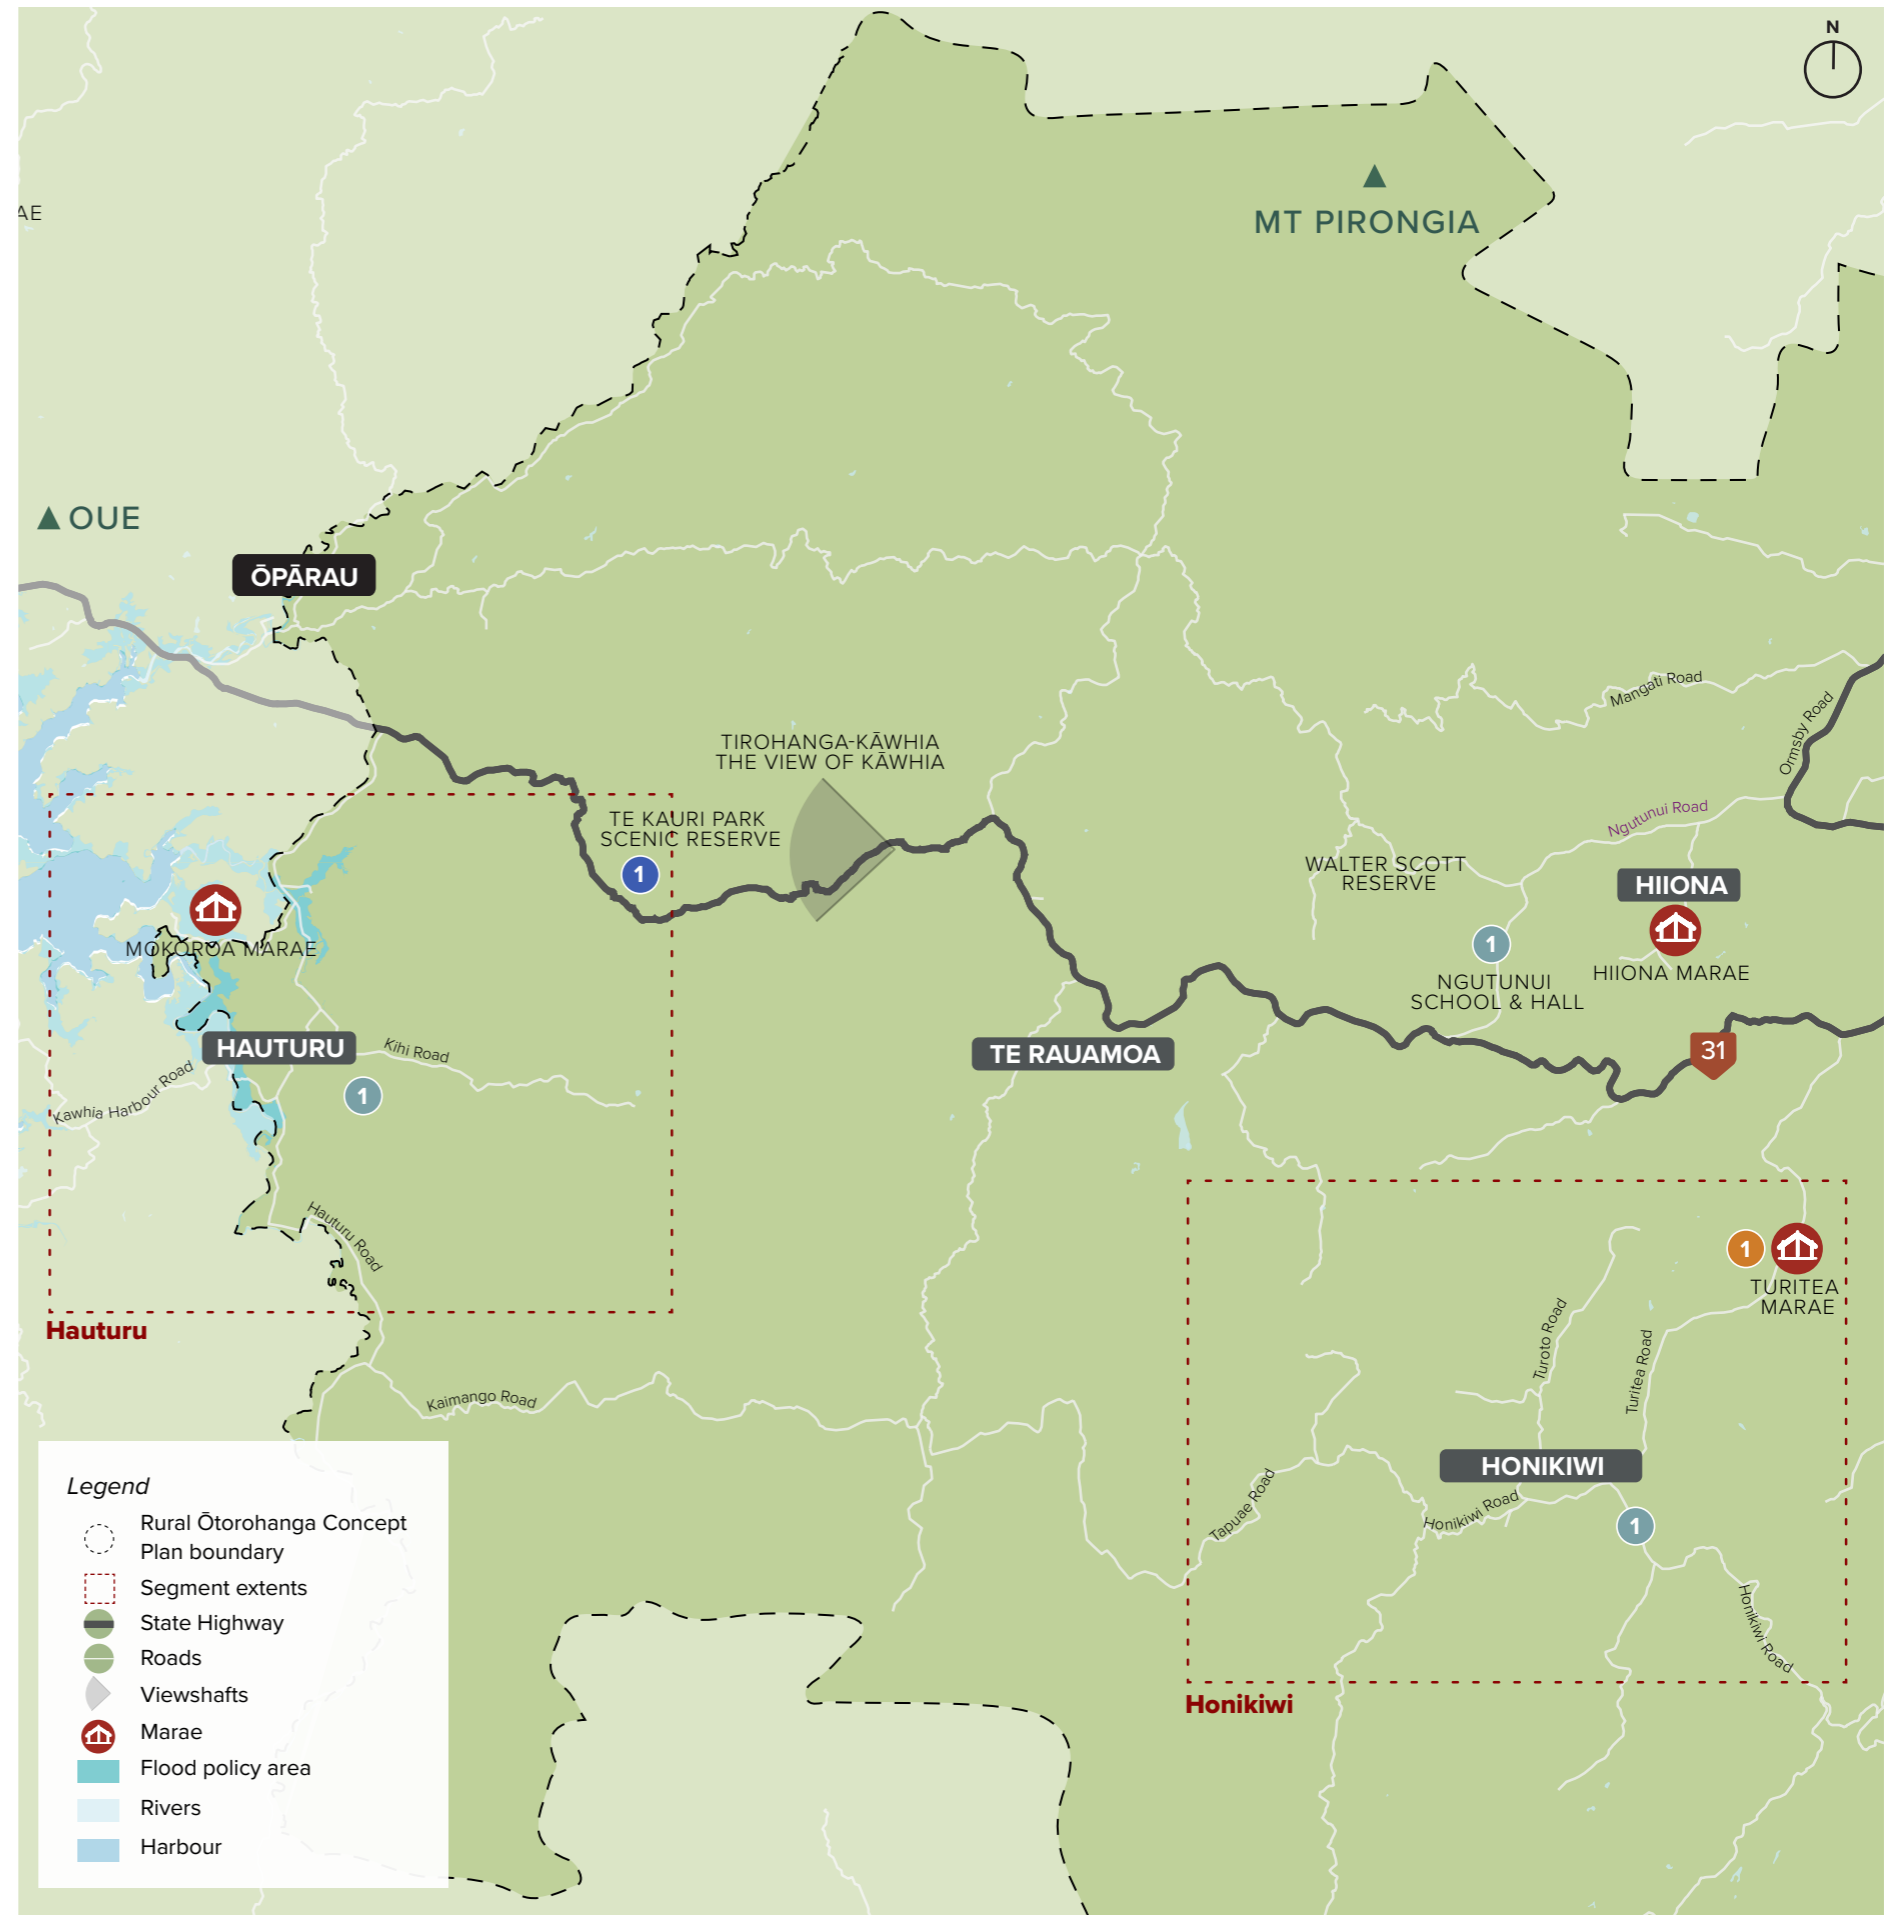 N
MT PIRONGIA
AE
OUE
ŌPĀRAU
Mangati Road
Ormsby Road
TIROHANGA-KĀWHIA
THE VIEW OF KĀWHIA
Ngutunui Road
TE KAURI PARK
SCENIC RESERVE
1
WALTER SCOTT
RESERVE
HIIONA
HIIONA MARAE
1
NGUTUNUI
SCHOOL & HALL
MOKOROA MARAE
HAUTURU
Kihi Road
1
Kawhia Harbour Road
TE RAUAMOA
31
Hauturu Road
Hauturu
1
TURITEA
MARAE
Turoto Road
Turitea Road
Kaimango Road
HONIKIWI
Tapuae Road
Honikiwi Road
1
Honikiwi Road
Honikiwi
Legend
Rural Ōtorohanga Concept
Plan boundary
Segment extents
State Highway
Roads
Viewshafts
Marae
Flood policy area
Rivers
Harbour